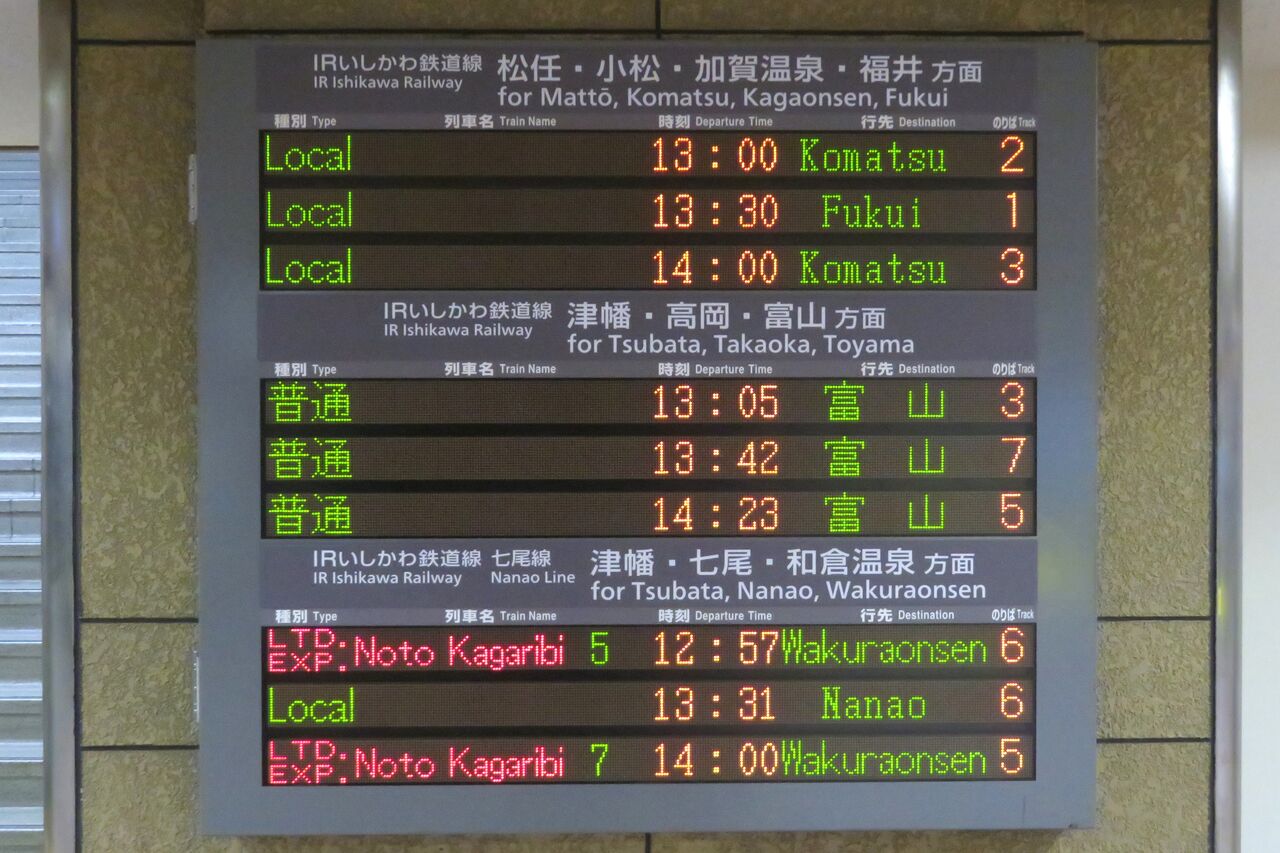 IRいしかわ鉄道線 松任・小松・加賀温泉・福井 方面
IR Ishikawa Railway for Mattō, Komatsu, Kagaonsen, Fukui
種別 Type 列車名 Train Name 時刻 Departure Time 行先 Destination のりば Track
Local 13:00 Komatsu 2
Local 13:30 Fukui 1
Local 14:00 Komatsu 3
IRいしかわ鉄道線 津幡・高岡・富山 方面
IR Ishikawa Railway for Tsubata, Takaoka, Toyama
種別 Type 列車名 Train Name 時刻 Departure Time 行先 Destination のりば Track
普通 13:05 富 山 3
普通 13:42 富 山 7
普通 14:23 富 山 5
IRいしかわ鉄道線 七尾線 津幡・七尾・和倉温泉 方面
IR Ishikawa Railway Nanao Line for Tsubata, Nanao, Wakuraonsen
種別 Type 列車名 Train Name 時刻 Departure Time 行先 Destination のりば Track
LTD. EXP. Noto Kagaribi 5 12:57 Wakuraonsen 6
Local 13:31 Nanao 6
LTD. EXP. Noto Kagaribi 7 14:00 Wakuraonsen 5